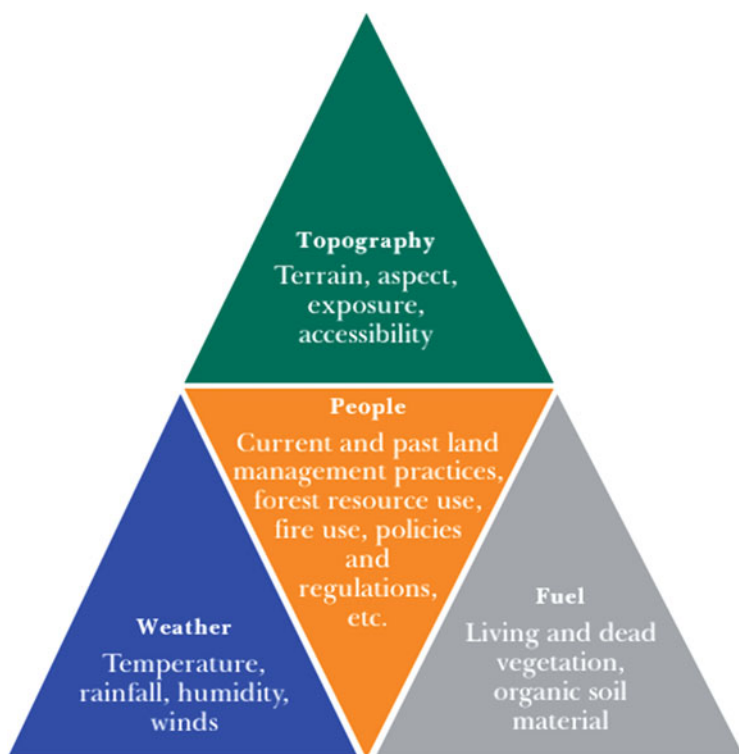 Topography
Terrain, aspect,
exposure,
accessibility
People
Current and past land
management practices,
forest resource use,
fire use, policies
and
regulations,
etc.
Weather
Temperature,
rainfall, humidity,
winds
Fuel
Living and dead
vegetation,
organic soil
material